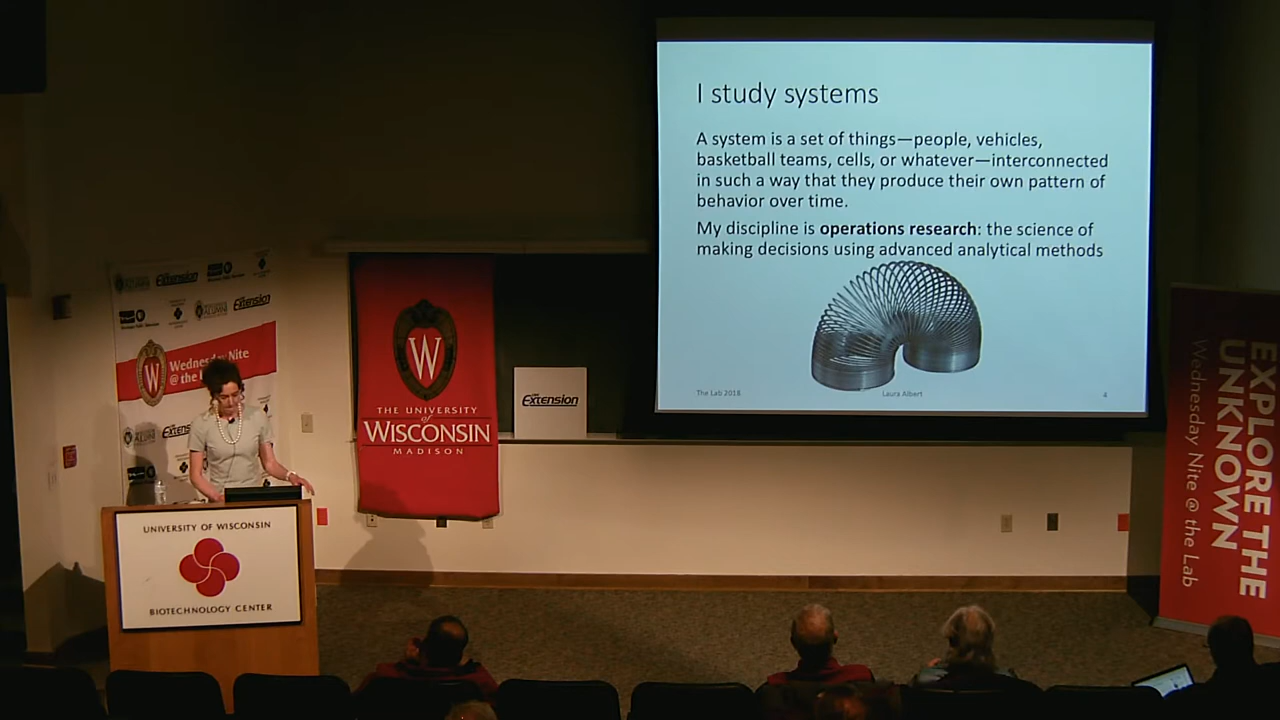 I study systems
A system is a set of things—people, vehicles,
basketball teams, cells, or whatever—interconnected
in such a way that they produce their own pattern of
behavior over time.
My discipline is operations research: the science of
making decisions using advanced analytical methods
The Lab 2018
Laura Albert
4
Extension
Extension
Wednesday Nite
@ the
W
THE UNIVERSITY
of
WISCONSIN
MADISON
Extension
UNIVERSITY OF WISCONSIN
BIOTECHNOLOGY CENTER
EXPLORE THE
UNKNOWN
Wednesday Nite @ the Lab